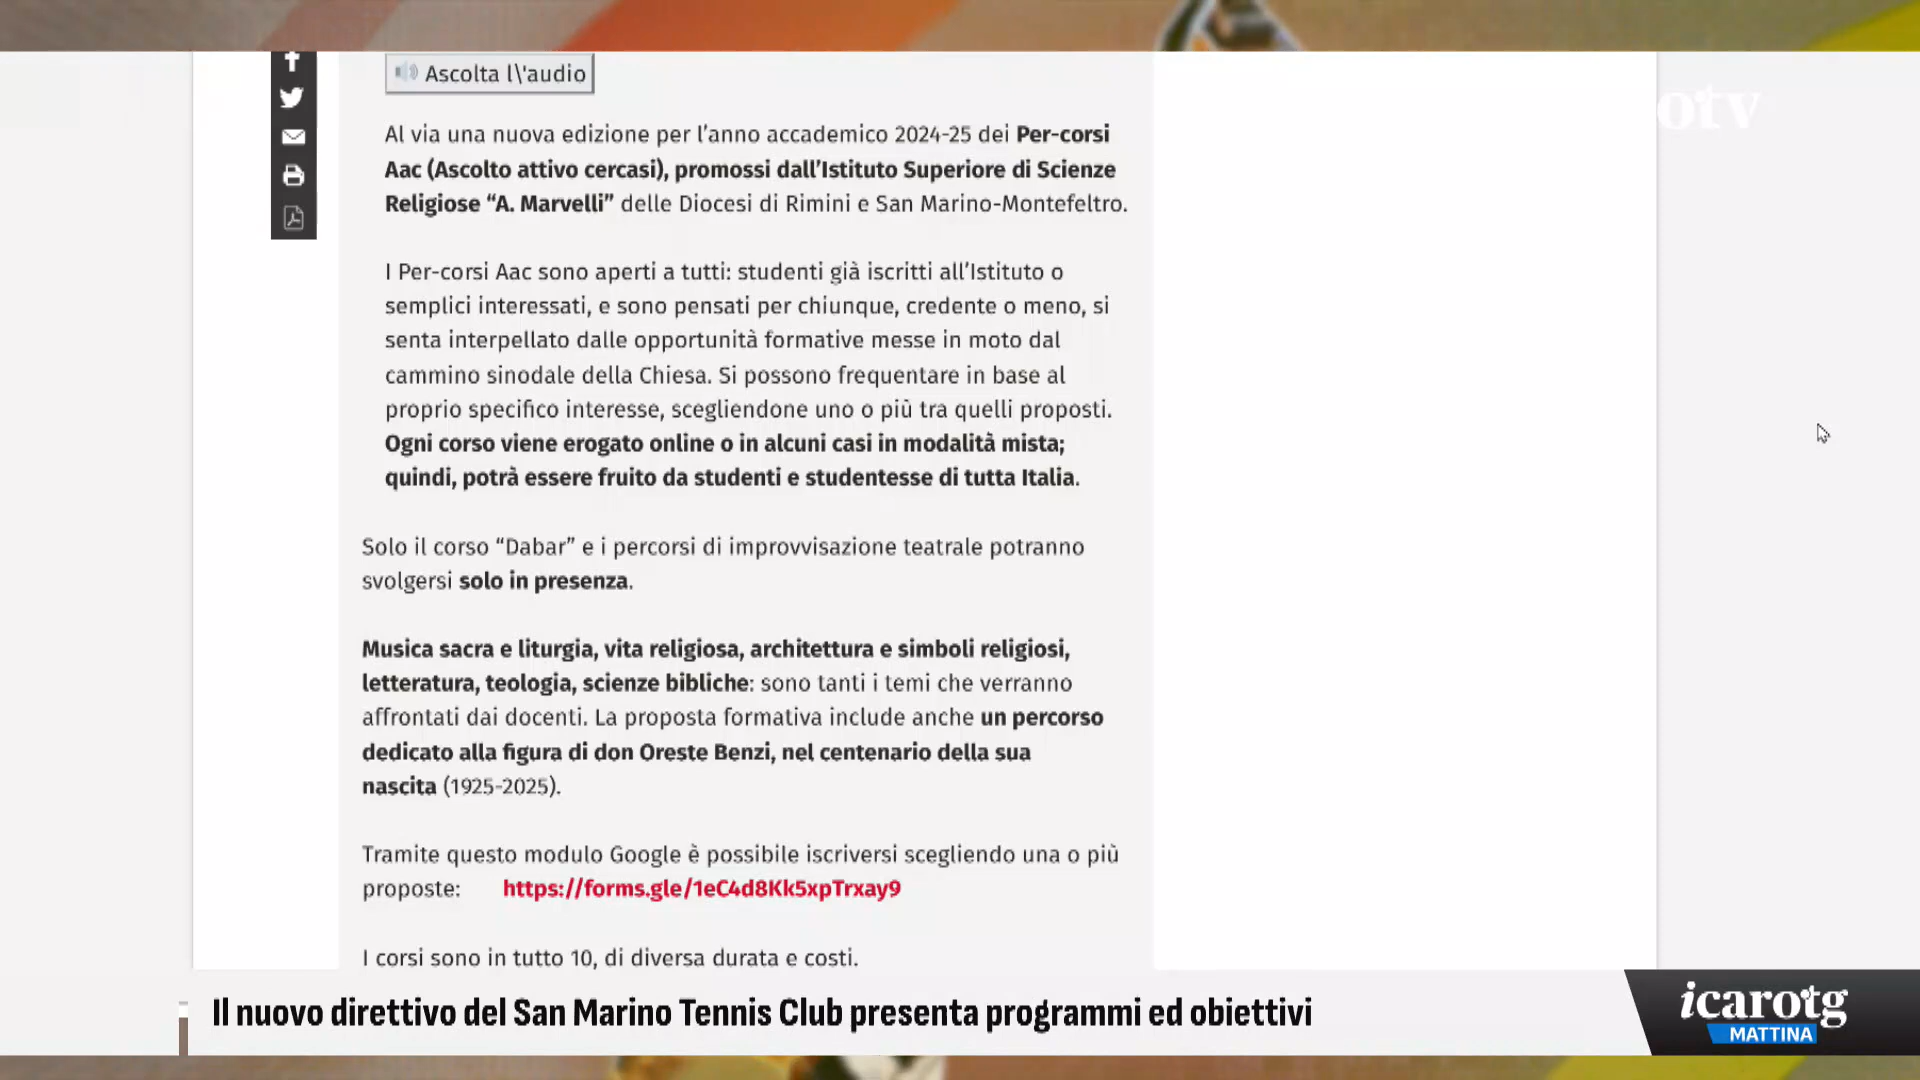 Ascolta l\'audio
otv
Al via una nuova edizione per l’anno accademico 2024-25 dei Per-corsi
Aac (Ascolto attivo cercasi), promossi dall’Istituto Superiore di Scienze
Religiose “A. Marvelli” delle Diocesi di Rimini e San Marino-Montefeltro.
I Per-corsi Aac sono aperti a tutti: studenti già iscritti all’Istituto o
semplici interessati, e sono pensati per chiunque, credente o meno, si
senta interpellato dalle opportunità formative messe in moto dal
cammino sinodale della Chiesa. Si possono frequentare in base al
proprio specifico interesse, scegliendone uno o più tra quelli proposti.
Ogni corso viene erogato online o in alcuni casi in modalità mista;
quindi, potrà essere fruito da studenti e studentesse di tutta Italia.
Solo il corso “Dabar” e i percorsi di improvvisazione teatrale potranno
svolgersi solo in presenza.
Musica sacra e liturgia, vita religiosa, architettura e simboli religiosi,
letteratura, teologia, scienze bibliche: sono tanti i temi che verranno
affrontati dai docenti. La proposta formativa include anche un percorso
dedicato alla figura di don Oreste Benzi, nel centenario della sua
nascita (1925-2025).
Tramite questo modulo Google è possibile iscriversi scegliendo una o più
proposte: https://forms.gle/1eC4d8Kk5xpTrxay9
I corsi sono in tutto 10, di diversa durata e costi.
Il nuovo direttivo del San Marino Tennis Club presenta programmi ed obiettivi
icarotg
MATTINA